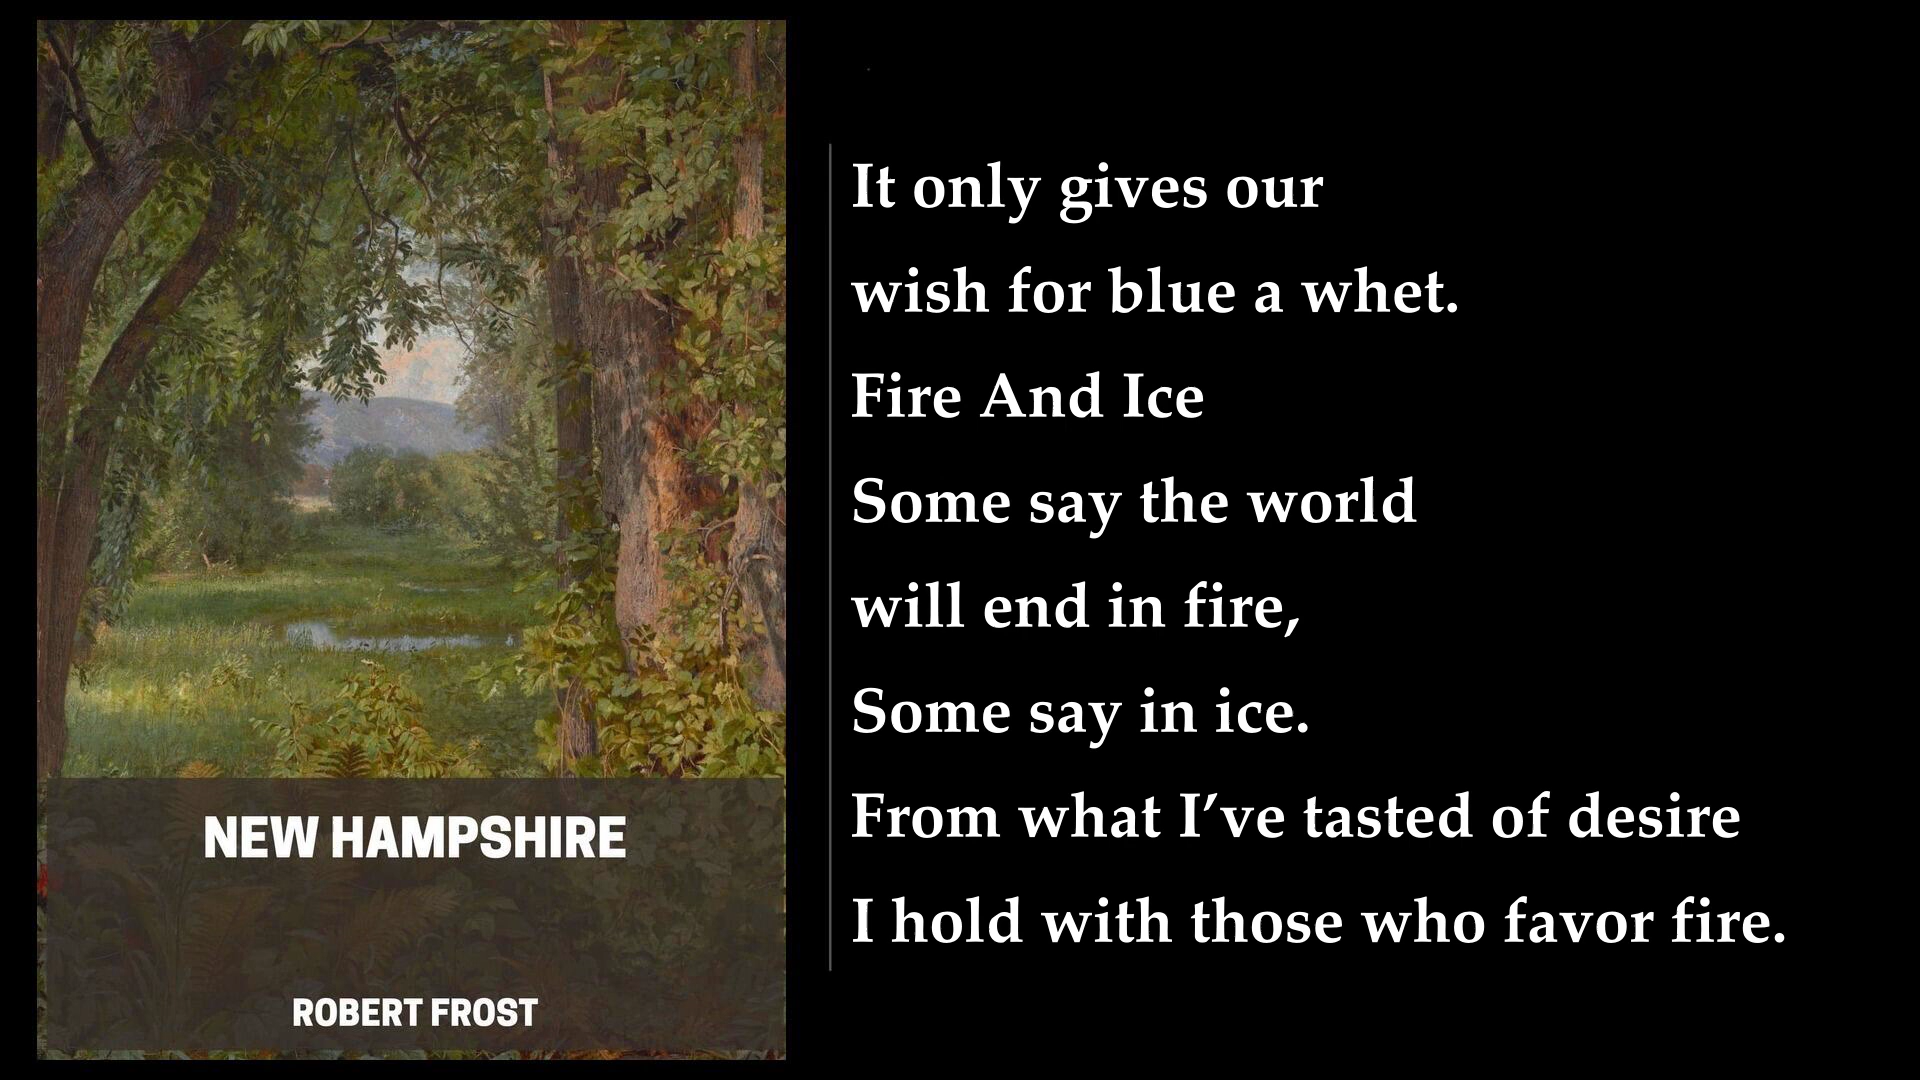 NEW HAMPSHIRE
ROBERT FROST
It only gives our
wish for blue a whet.
Fire And Ice
Some say the world
will end in fire,
Some say in ice.
From what I’ve tasted of desire
I hold with those who favor fire.